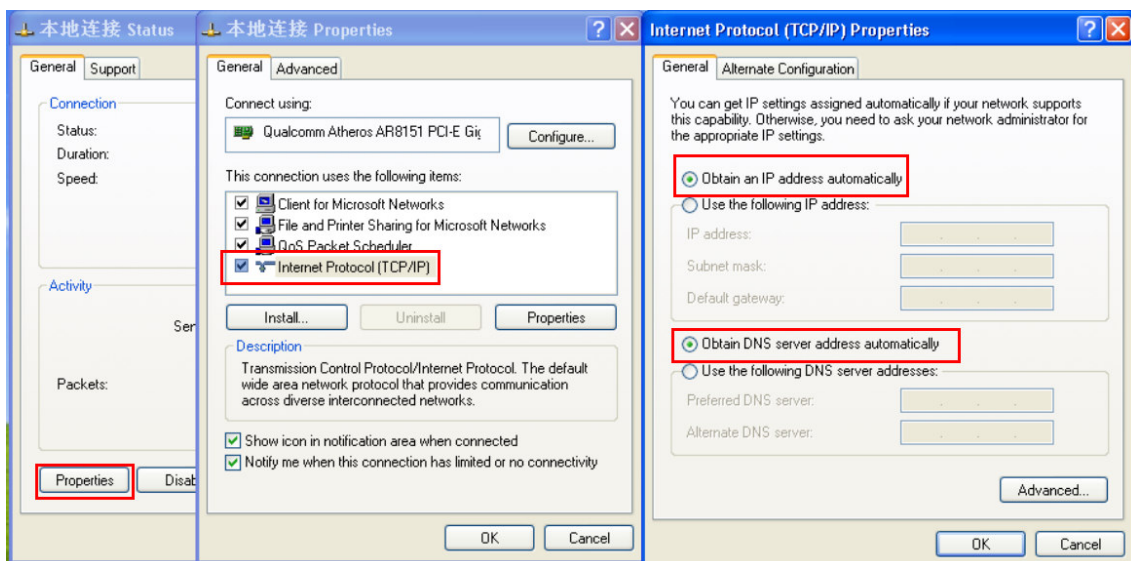 本地连接 Status
General
Support
Connection
Status:
Duration:
Speed:
Activity
Packets:
Properties
本地连接 Properties
General
Advanced
Connect using:
Qualcomm Atheros AR8151 PCI-E
Configure...
This connection uses the following items:
Client for Microsoft Networks
File and Printer Sharing for Microsoft Networks
QoS Packet Scheduler
Internet Protocol (TCP/IP)
Install...
Uninstall
Properties
Description
Transmission Control Protocol/Internet Protocol. The default
wide area network protocol that provides communication
across diverse interconnected networks.
Show icon in notification area when connected
Notify me when this connection has limited or no connectivity
OK
Cancel
Internet Protocol (TCP/IP) Properties
General
Alternate Configuration
You can get IP settings assigned automatically if your network supports
this capability. Otherwise, you need to ask your network administrator for
the appropriate IP settings.
Obtain an IP address automatically
Use the following IP address:
IP address:
Subnet mask:
Default gateway:
Obtain DNS server address automatically
Use the following DNS server addresses:
Preferred DNS server:
Alternate DNS server:
Advanced...
OK
Cancel